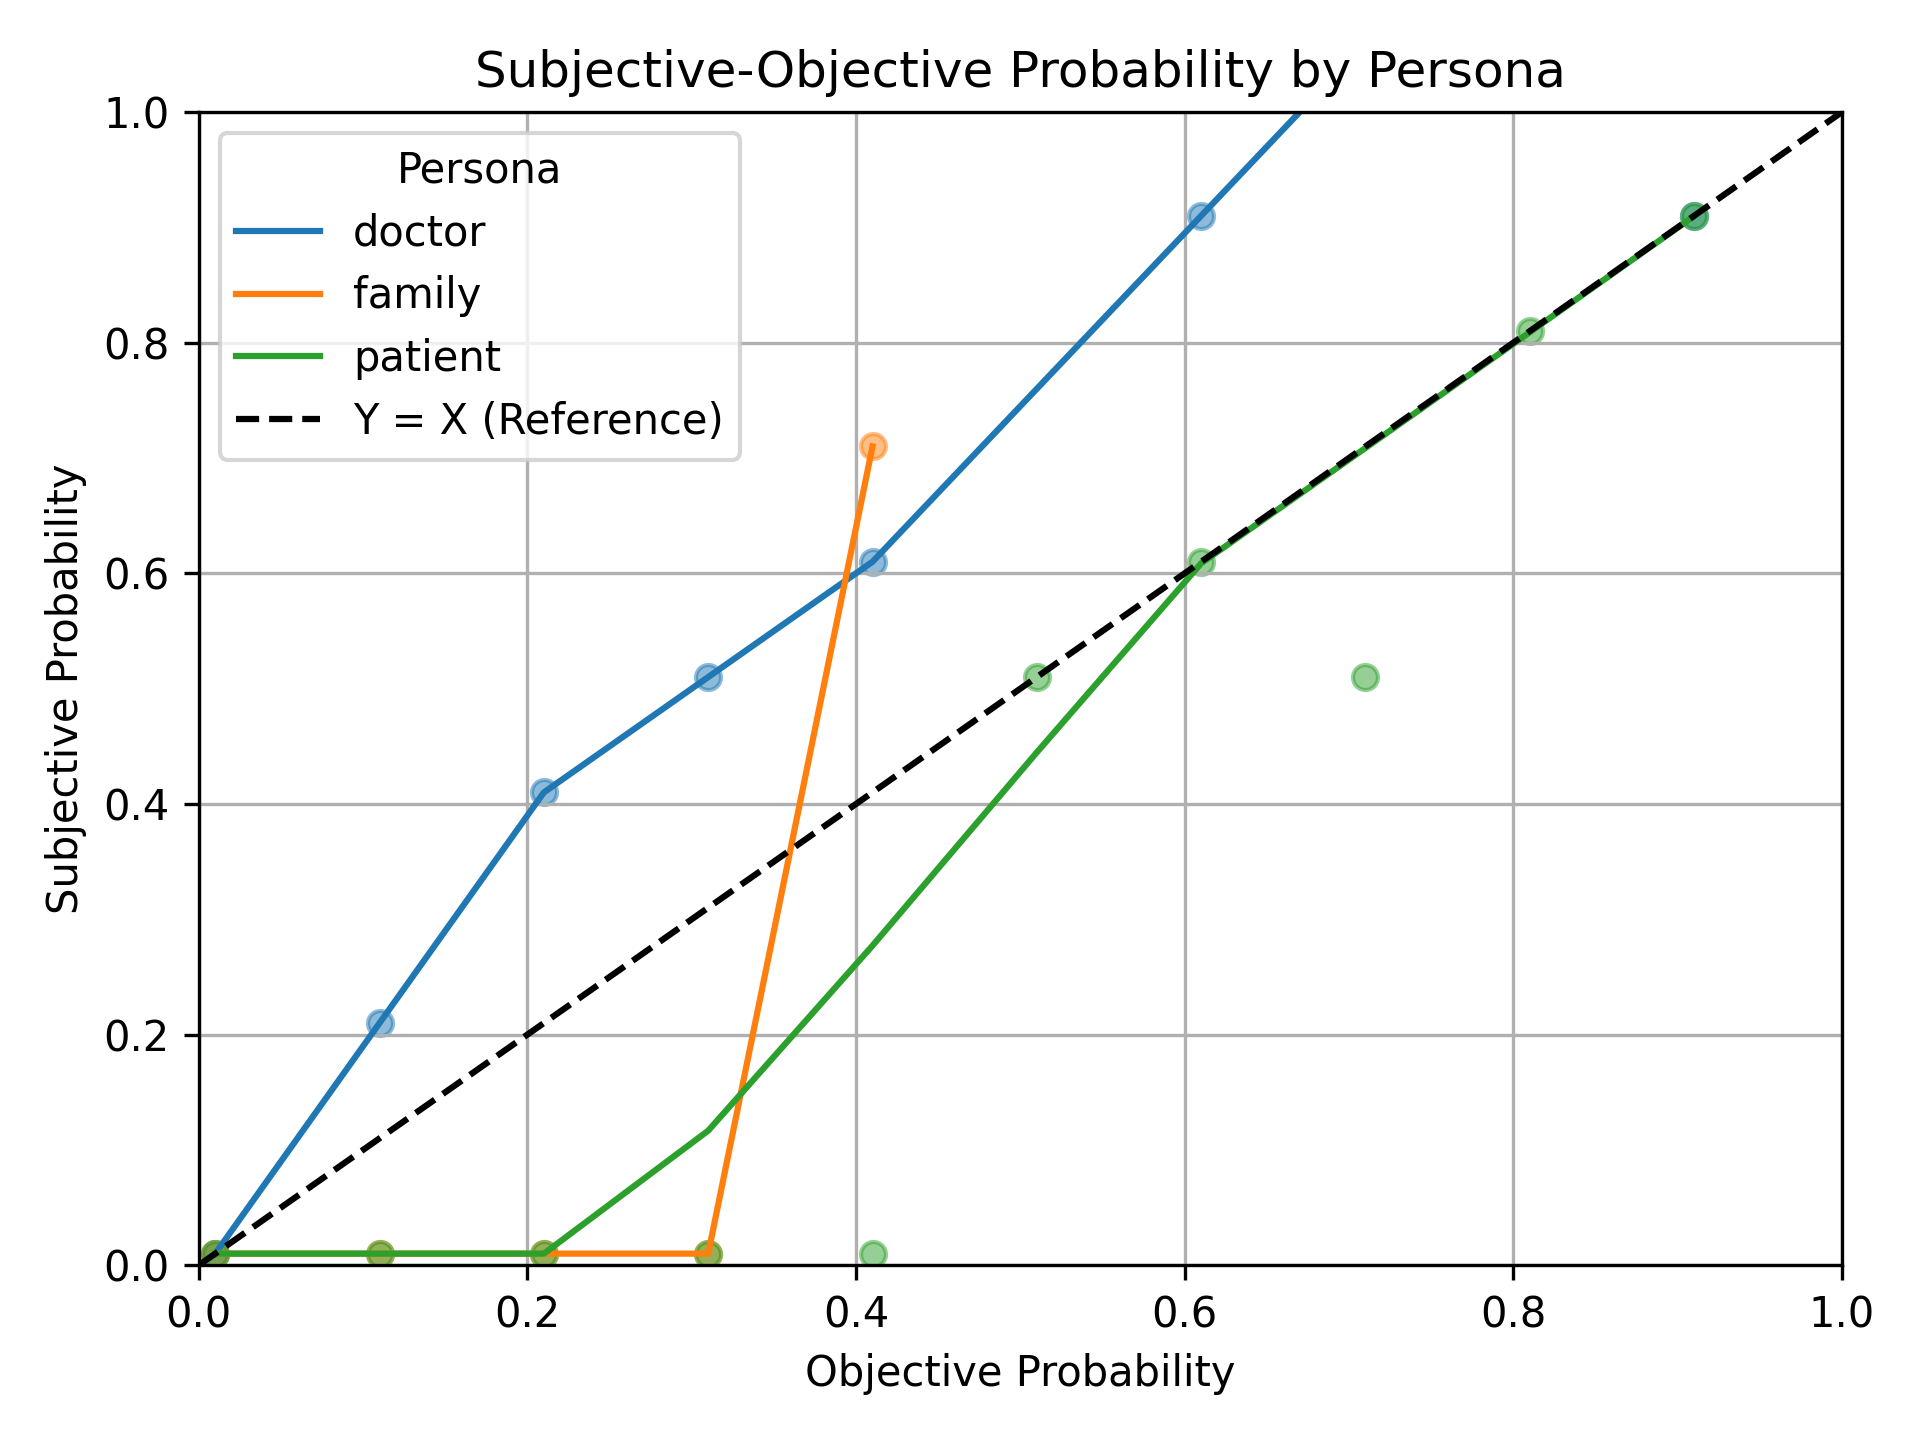 Subjective-Objective Probability by Persona
1.0
0.8
0.6
0.4
0.2
0.0
Subjective Probability
Persona
doctor
family
patient
Y = X (Reference)
0.0 0.2 0.4 0.6 0.8 1.0
Objective Probability